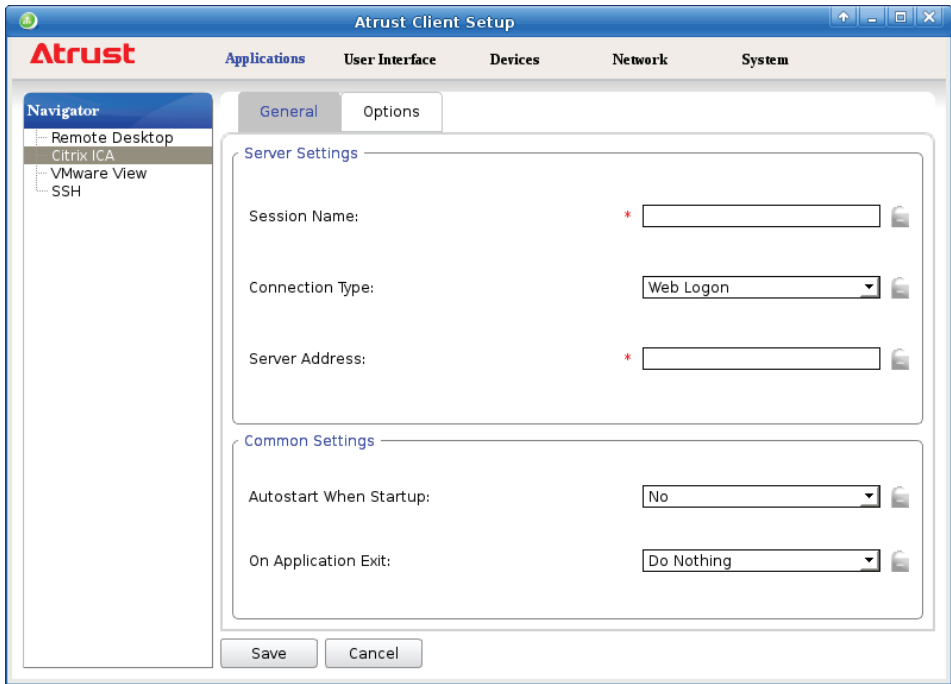 Atrust Client Setup
Atrust
Applications User Interface Devices Network System
Navigator
Remote Desktop
Citrix ICA
VMware View
SSH
General Options
Server Settings
Session Name: *
Connection Type: Web Logon
Server Address: *
Common Settings
Autostart When Startup: No
On Application Exit: Do Nothing
Save Cancel